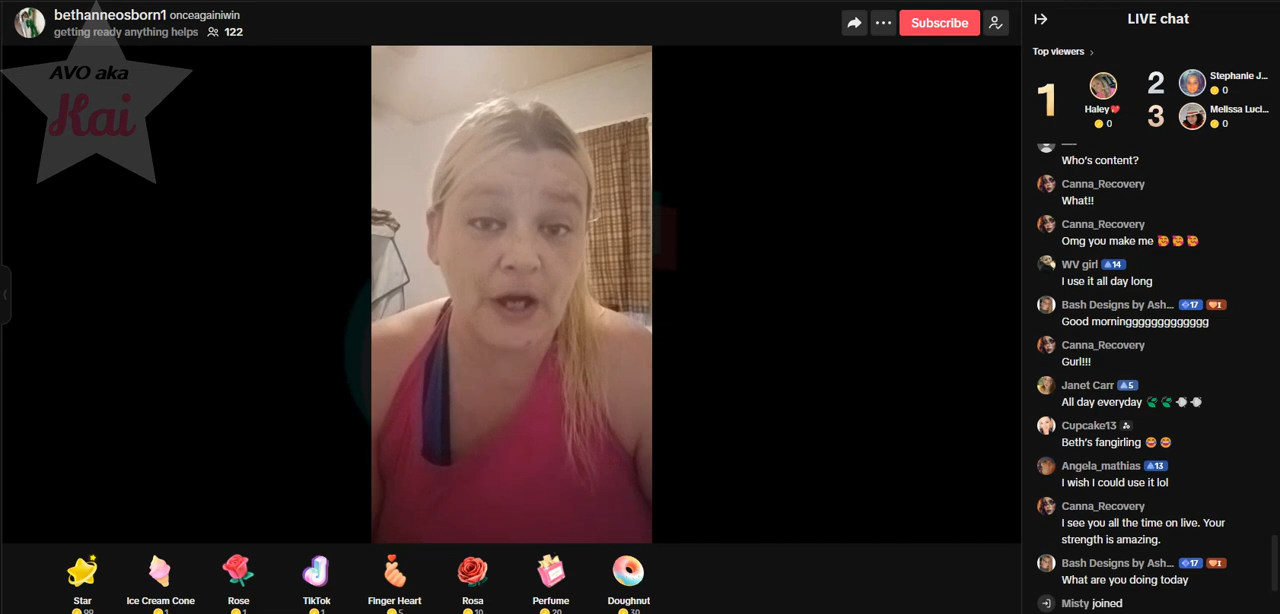 bethanneosborn1 onceagainiwin
getting ready anything helps 122
Subscribe
AVO aka
Kai
LIVE chat
Top viewers
1
Haley
0
2
Stephanie J...
0
3
Melissa Luci...
0
Who's content?
Canna_Recovery
What!!
Canna_Recovery
Omg you make me 🥰 🥰 🥰
WV girl 14
I use it all day long
Bash Designs by Ash... 17 I
Good morninggggggggggggg
Canna_Recovery
Gurl!!!
Janet Carr 5
All day everyday
Cupcake13
Beth's fangirling
Angela_mathias 13
I wish I could use it lol
Canna_Recovery
I see you all the time on live. Your
strength is amazing.
Bash Designs by Ash... 17 I
What are you doing today
Misty joined
Star
99
Ice Cream Cone
1
Rose
1
TikTok
1
Finger Heart
5
Rosa
10
Perfume
20
Doughnut
30